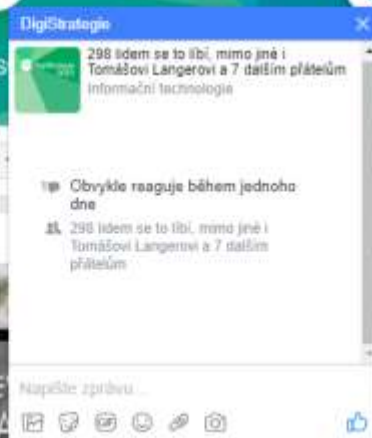 DigiStrategie
298 lidem se to líbí, mimo jiné i
Tomášovi Langerovi a 7 dalším přátelům
Informační technologie
Obvykle reaguje během jednoho
dne
298 lidem se to líbí, mimo jiné i
Tomášovi Langerovi a 7 dalším
přátelům
Napište zprávu...
GIF